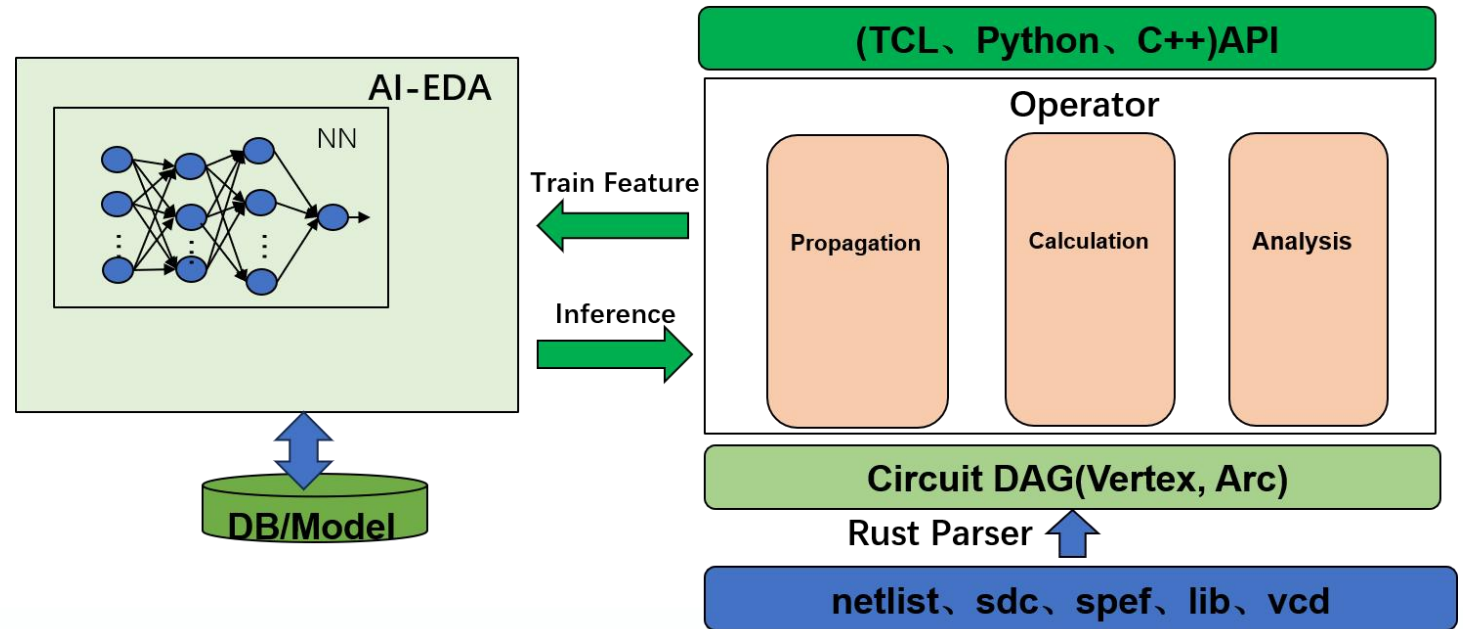 AI-EDA
NN
DB/Model
Train Feature
Inference
(TCL、Python、C++)API
Operator
Propagation
Calculation
Analysis
Circuit DAG(Vertex, Arc)
Rust Parser
netlist、sdc、spef、lib、vcd